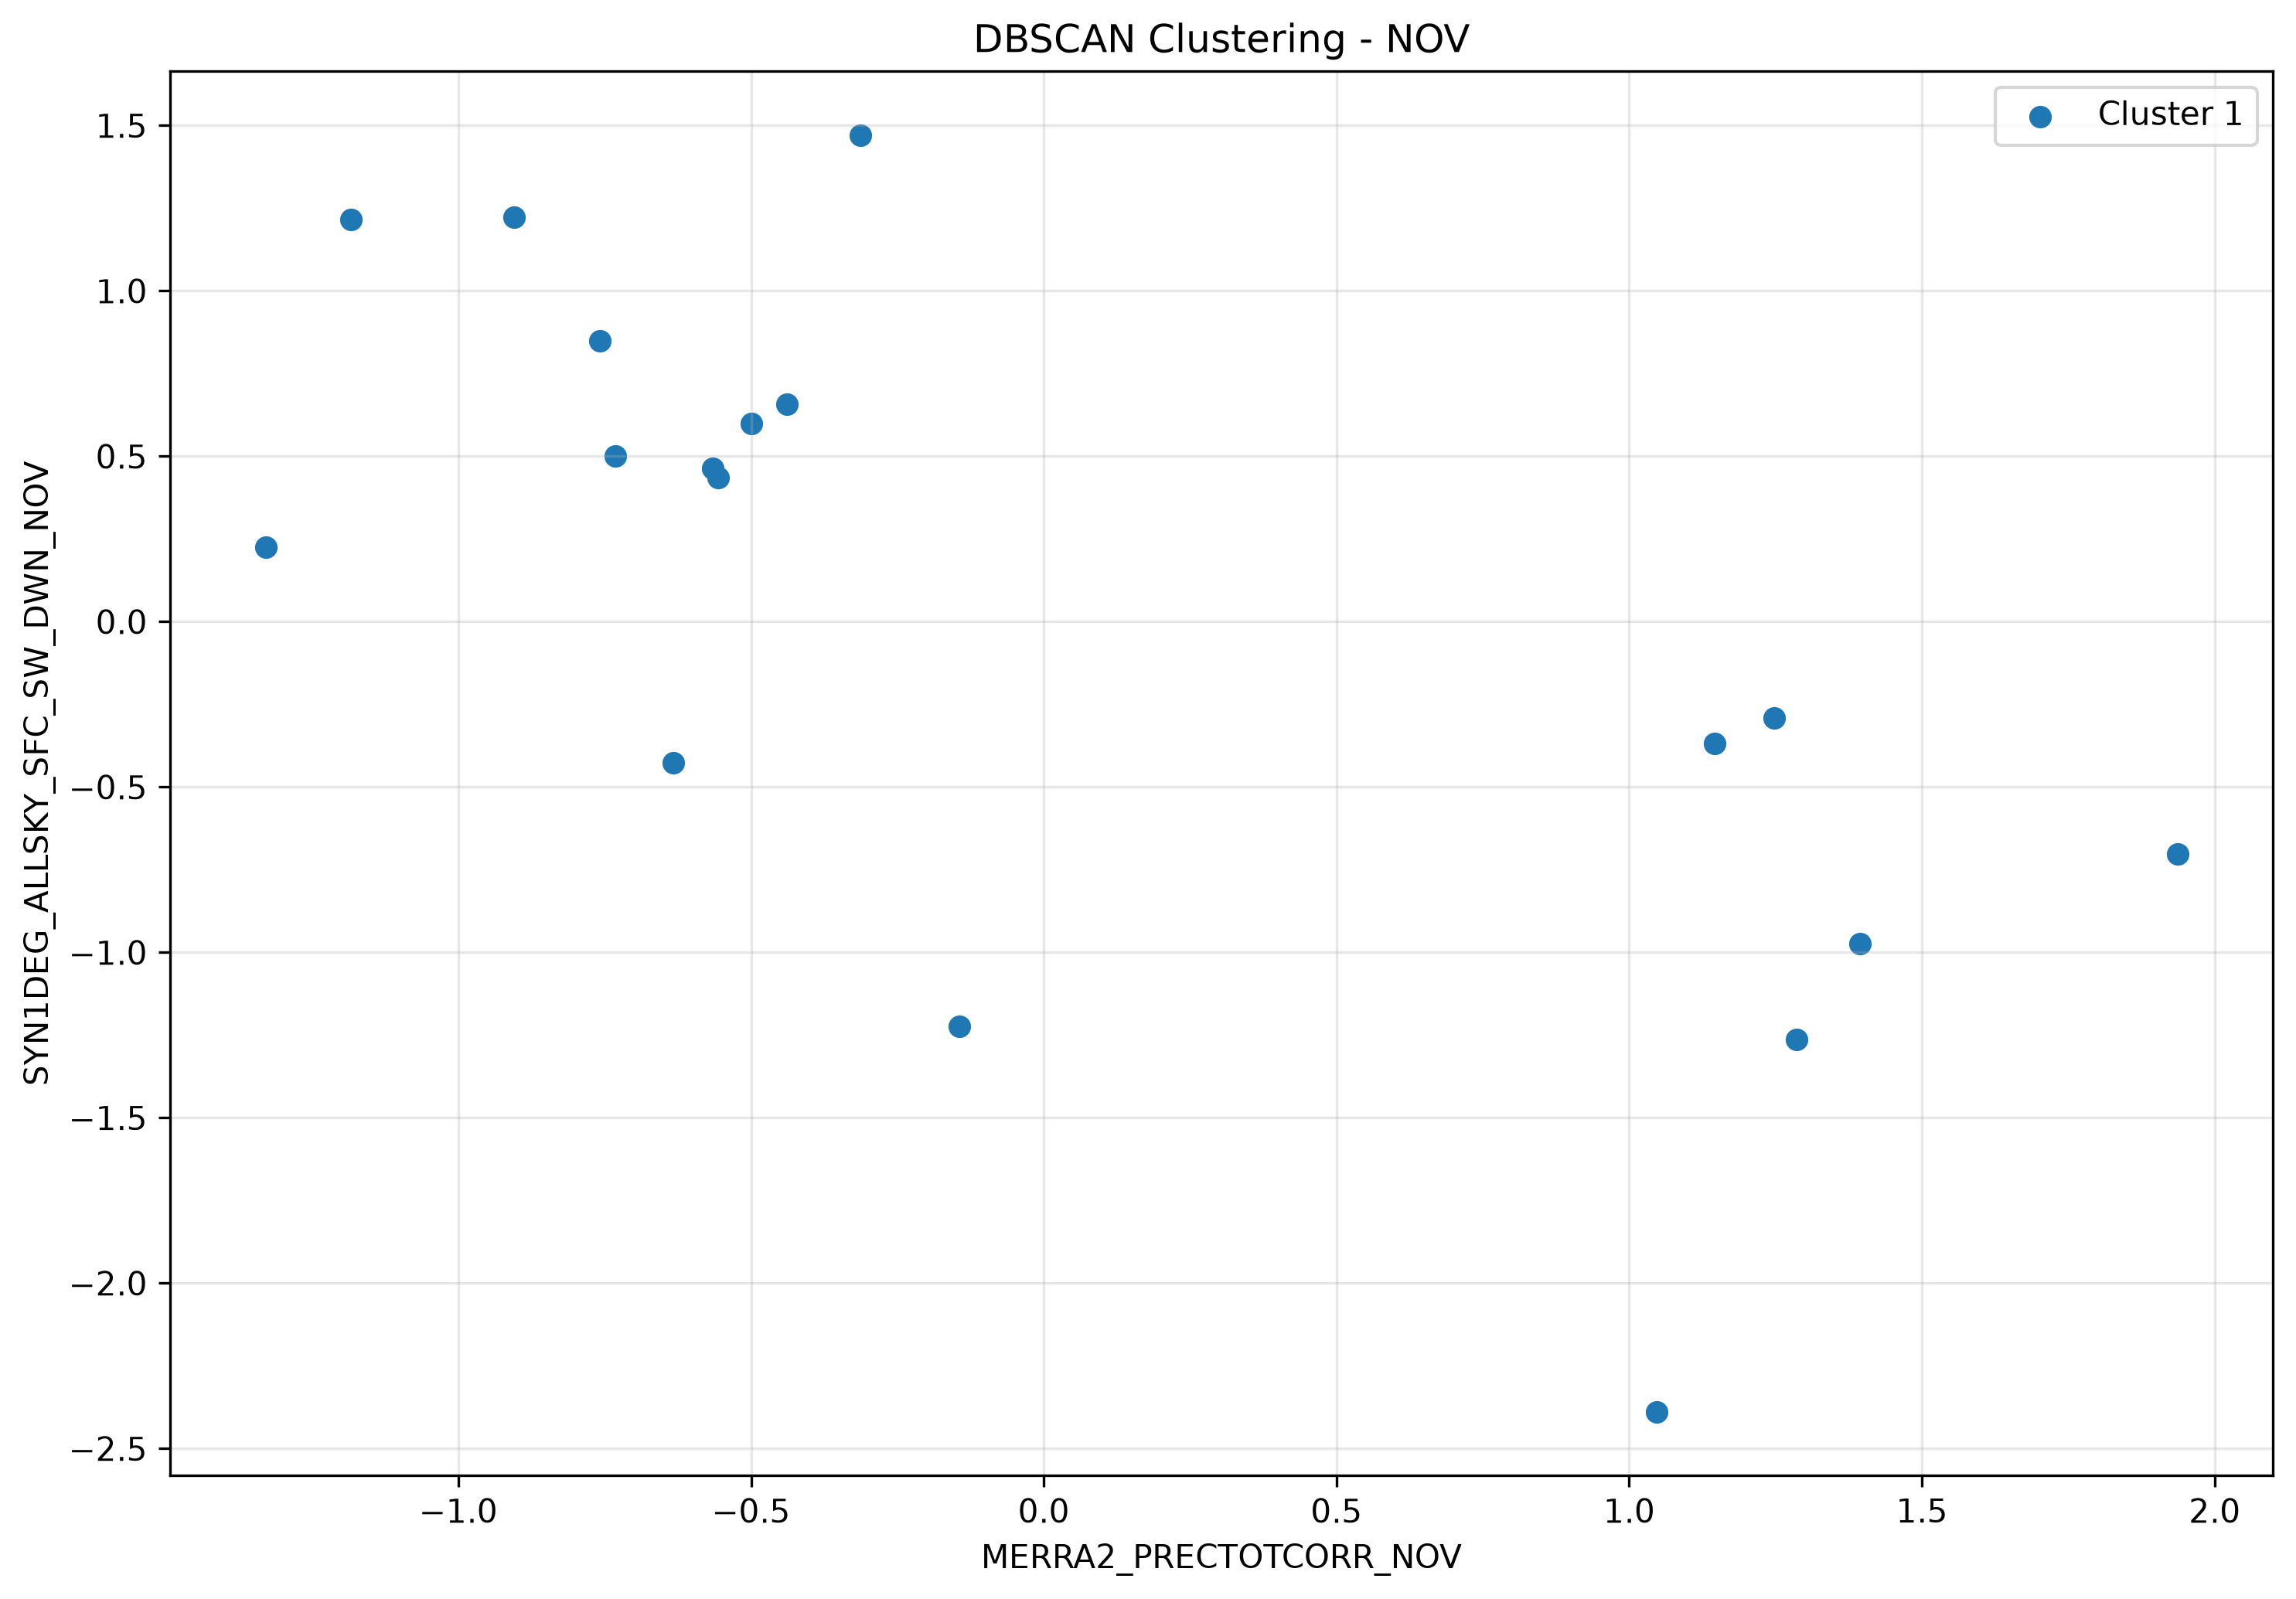 DBSCAN Clustering - NOV
Cluster 1
SYN1DEG_ALLSKY_SFC_SW_DWN_NOV
1.5
1.0
0.5
0.0
−0.5
−1.0
−1.5
−2.0
−2.5
−1.0 −0.5 0.0 0.5 1.0 1.5 2.0
MERRA2_PRECTOTCORR_NOV